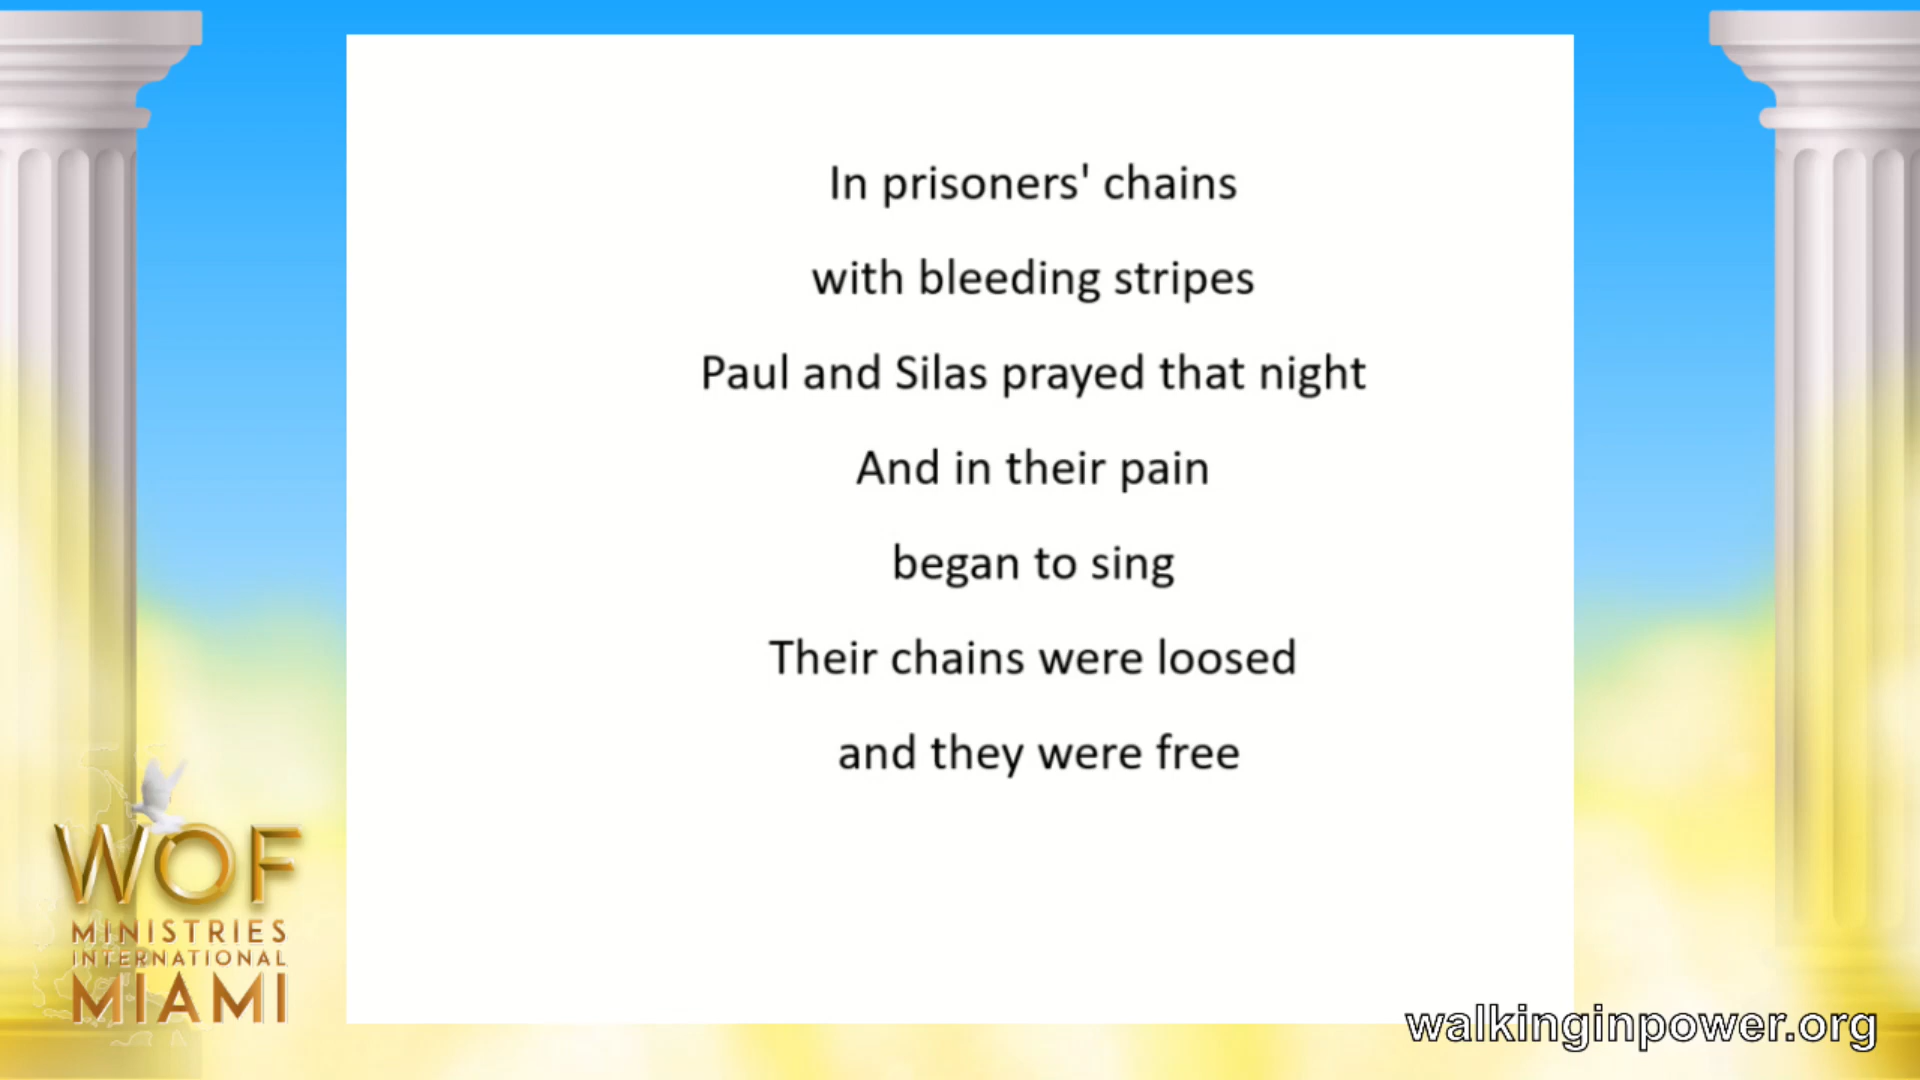 In prisoners' chains
with bleeding stripes
Paul and Silas prayed that night
And in their pain
began to sing
Their chains were loosed
and they were free
WOF
MINISTRIES
INTERNATIONAL
MIAMI
walkinginpower.org